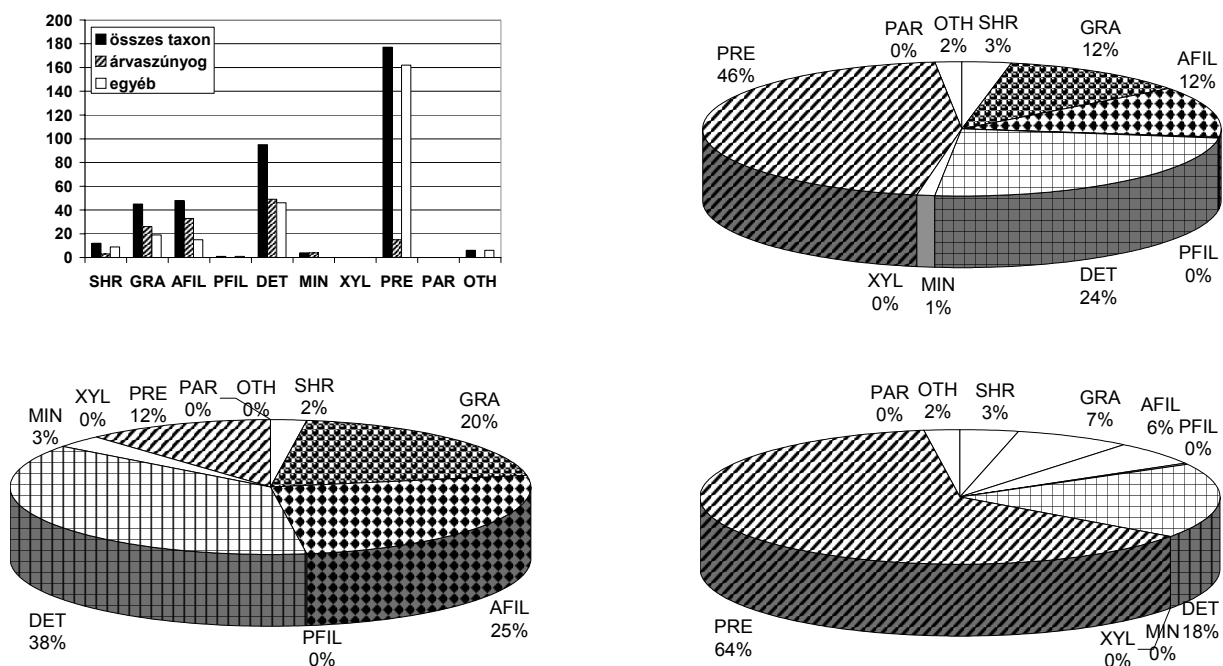 200
180
160
140
120
100
80
60
40
20
0
összes taxon
árvaszúnyog
egyéb
SHR GRA AFIL PFIL DET MIN XYL PRE PAR OTH
PAR
0%
OTH
2%
SHR
3%
GRA
12%
AFIL
12%
PRE
46%
PFIL
0%
DET
24%
MIN
1%
XYL
0%
MIN
3%
XYL
0%
PRE
12%
PAR
0%
OTH
0%
SHR
2%
GRA
20%
DET
38%
PFIL
0%
AFIL
25%
PAR
0%
OTH
2%
SHR
3%
GRA
7%
AFIL
6%
PFIL
0%
PRE
64%
XYL
0%
MIN
0%
DET
18%